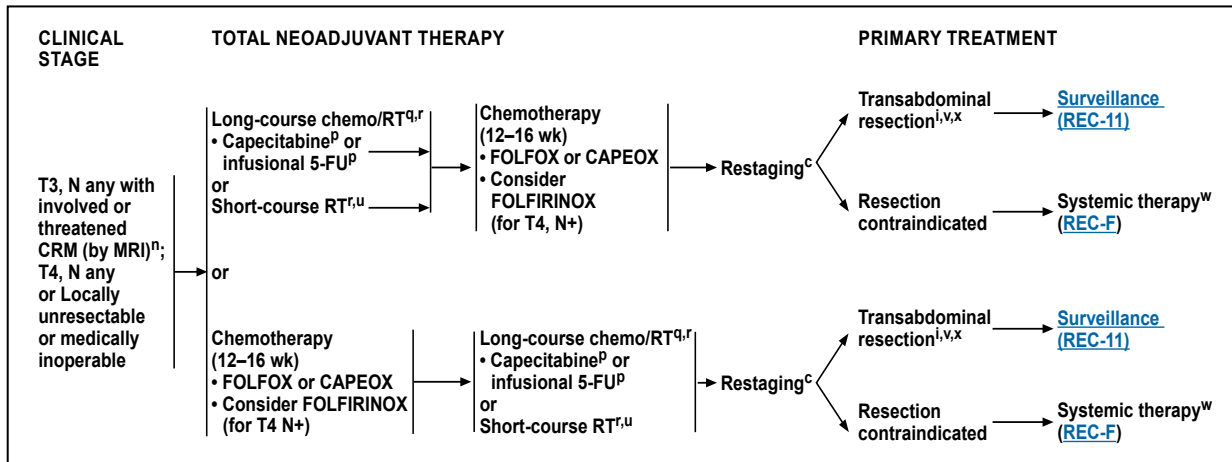 CLINICAL
STAGE
TOTAL NEOADJUVANT THERAPY
PRIMARY TREATMENT
T3, N any with
involved or
threatened
CRM (by MRI)ⁿ;
T4, N any
or Locally
unresectable
or medically
inoperable
Long-course chemo/RTq,r
• Capecitabineᵖ or
infusional 5-FUᵖ
or
Short-course RTr,u
Chemotherapy
(12–16 wk)
• FOLFOX or CAPEOX
• Consider
FOLFIRINOX
(for T4, N+)
Restagingᶜ
Transabdominal
resectioni,v,x
Surveillance
(REC-11)
Resection
contraindicated
Systemic therapyʷ
(REC-F)
or
Chemotherapy
(12–16 wk)
• FOLFOX or CAPEOX
• Consider FOLFIRINOX
(for T4 N+)
Long-course chemo/RTq,r
• Capecitabineᵖ or
infusional 5-FUᵖ
or
Short-course RTr,u
Restagingᶜ
Transabdominal
resectioni,v,x
Surveillance
(REC-11)
Resection
contraindicated
Systemic therapyʷ
(REC-F)